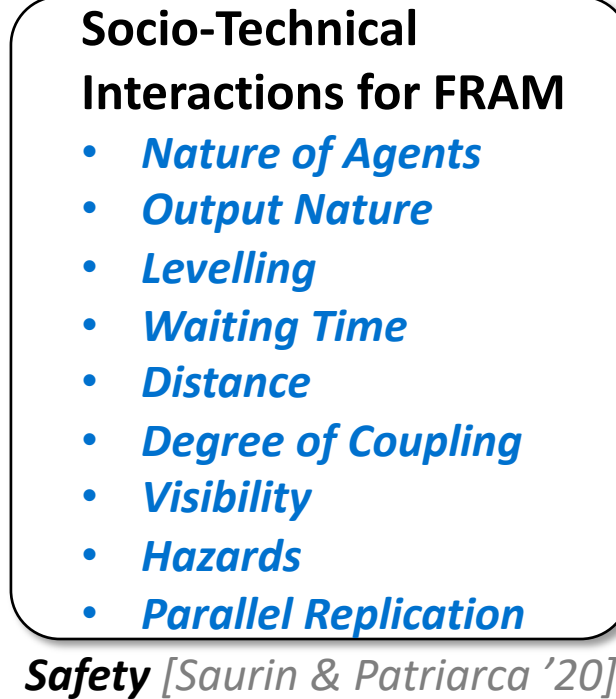 Socio-Technical
Interactions for FRAM
• Nature of Agents
• Output Nature
• Levelling
• Waiting Time
• Distance
• Degree of Coupling
• Visibility
• Hazards
• Parallel Replication
Safety [Saurin & Patriarca ’20]